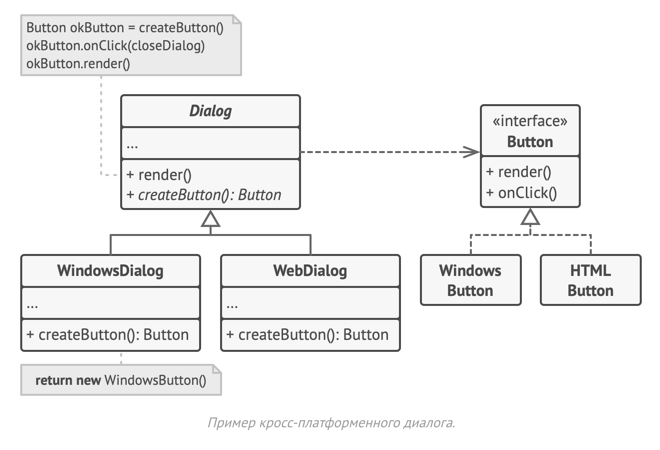 Button okButton = createButton()
okButton.onClick(closeDialog)
okButton.render()
Dialog
...
+ render()
+ createButton(): Button
«interface»
Button
+ render()
+ onClick()
WindowsDialog
...
+ createButton(): Button
WebDialog
...
+ createButton(): Button
Windows
Button
HTML
Button
return new WindowsButton()
Пример кросс-платформенного диалога.